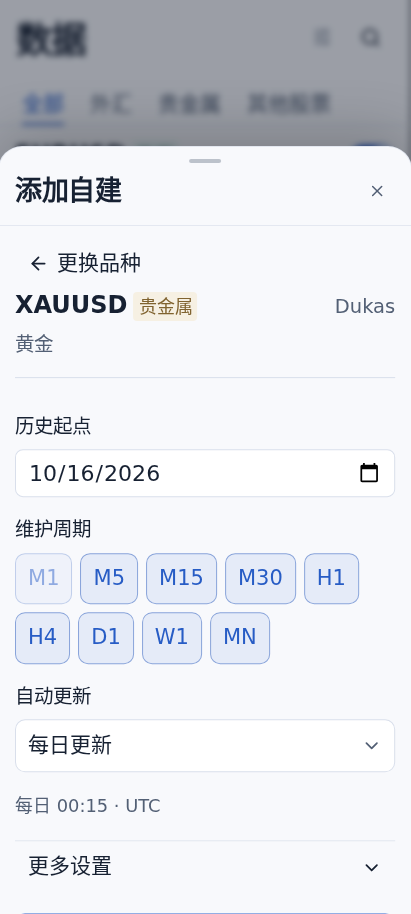 数据
全部 外汇 贵金属 其他股票
添加自建
更换品种
XAUUSD 贵金属 Dukas
黄金
历史起点
10/16/2026
维护周期
M1 M5 M15 M30 H1
H4 D1 W1 MN
自动更新
每日更新
每日 00:15 · UTC
更多设置